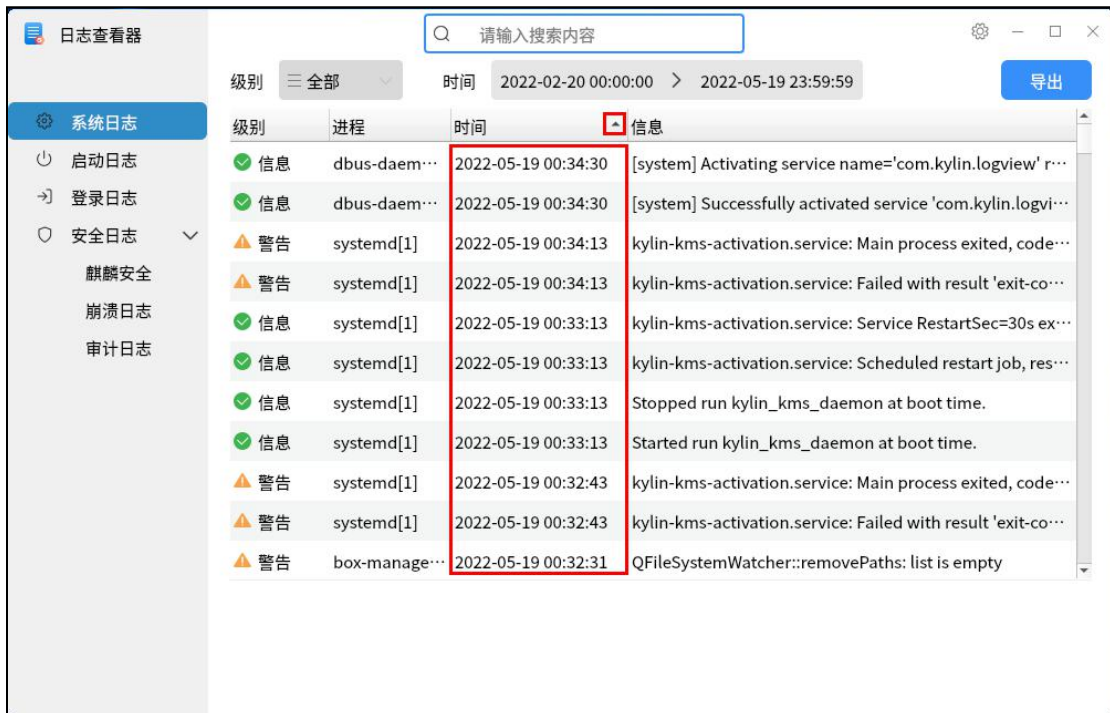 日志查看器
请输入搜索内容
级别 全部 时间 2022-02-20 00:00:00 > 2022-05-19 23:59:59 导出
系统日志
启动日志
登录日志
安全日志
麒麟安全
崩溃日志
审计日志
级别 进程 时间 信息
信息 dbus-daem··· 2022-05-19 00:34:30 [system] Activating service name='com.kylin.logview' r···
信息 dbus-daem··· 2022-05-19 00:34:30 [system] Successfully activated service 'com.kylin.logvi···
警告 systemd[1] 2022-05-19 00:34:13 kylin-kms-activation.service: Main process exited, code···
警告 systemd[1] 2022-05-19 00:34:13 kylin-kms-activation.service: Failed with result 'exit-co···
信息 systemd[1] 2022-05-19 00:33:13 kylin-kms-activation.service: Service RestartSec=30s ex···
信息 systemd[1] 2022-05-19 00:33:13 kylin-kms-activation.service: Scheduled restart job, res···
信息 systemd[1] 2022-05-19 00:33:13 Stopped run kylin_kms_daemon at boot time.
信息 systemd[1] 2022-05-19 00:33:13 Started run kylin_kms_daemon at boot time.
警告 systemd[1] 2022-05-19 00:32:43 kylin-kms-activation.service: Main process exited, code···
警告 systemd[1] 2022-05-19 00:32:43 kylin-kms-activation.service: Failed with result 'exit-co···
警告 box-manage··· 2022-05-19 00:32:31 QFileSystemWatcher::removePaths: list is empty